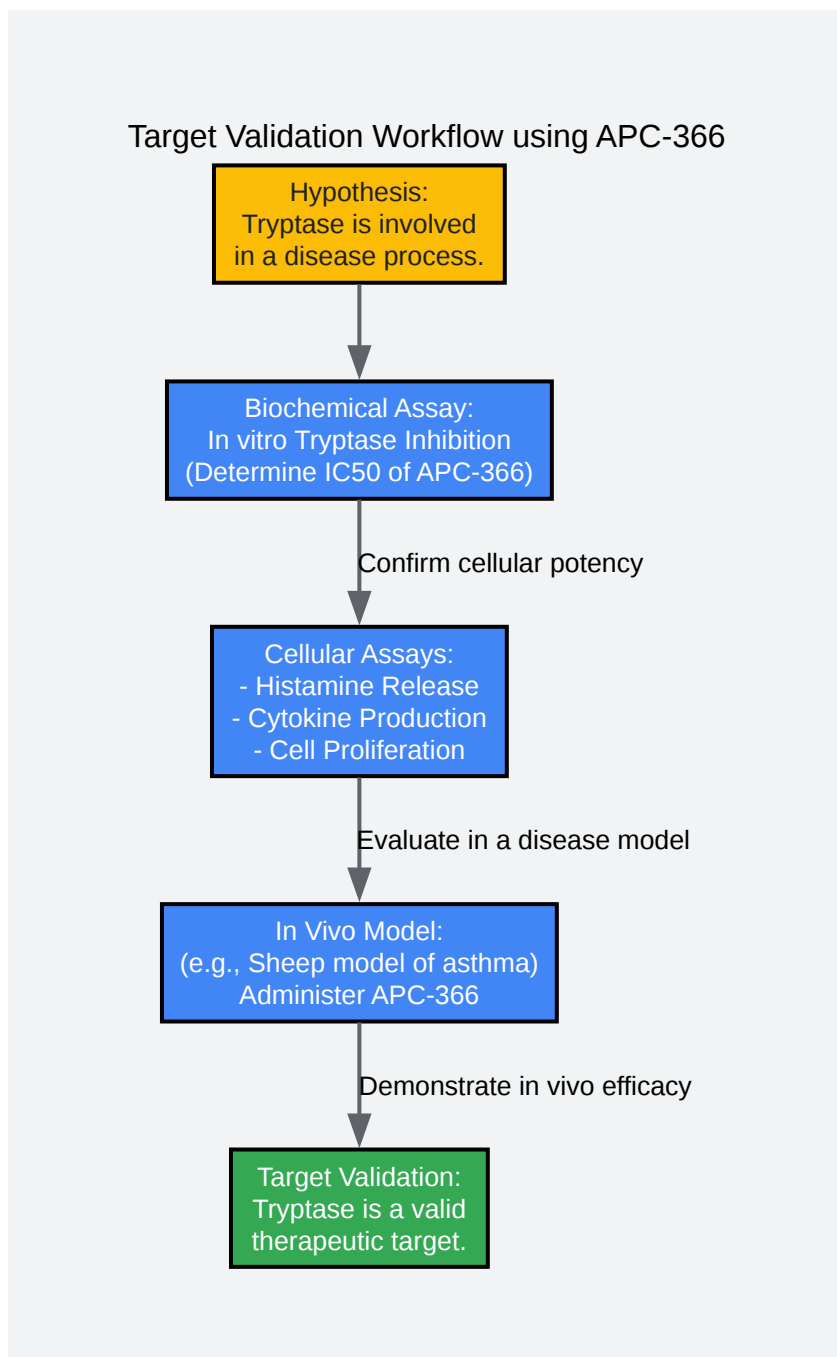 Target Validation Workflow using APC-366
Hypothesis:
Tryptase is involved
in a disease process.
Biochemical Assay:
In vitro Tryptase Inhibition
(Determine IC50 of APC-366)
Confirm cellular potency
Cellular Assays:
- Histamine Release
- Cytokine Production
- Cell Proliferation
Evaluate in a disease model
In Vivo Model:
(e.g., Sheep model of asthma)
Administer APC-366
Demonstrate in vivo efficacy
Target Validation:
Tryptase is a valid
therapeutic target.